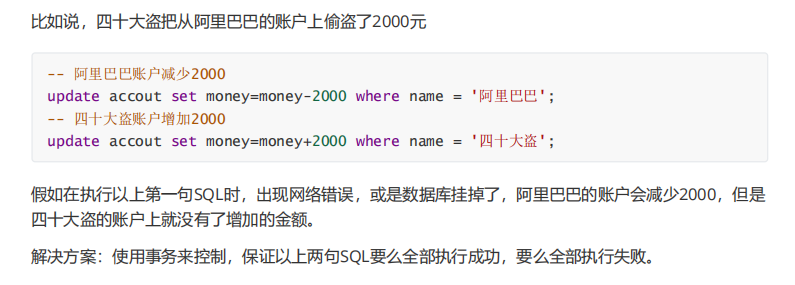 比如说，四十大盗把从阿里巴巴的账户上偷盗了2000元
-- 阿里巴巴账户减少2000
update accout set money=money-2000 where name = '阿里巴巴';
-- 四十大盗账户增加2000
update accout set money=money+2000 where name = '四十大盗';
假如在执行以上第一句SQL时，出现网络错误，或是数据库挂掉了，阿里巴巴的账户会减少2000，但是
四十大盗的账户上就没有了增加的金额。
解决方案：使用事务来控制，保证以上两句SQL要么全部执行成功，要么全部执行失败。